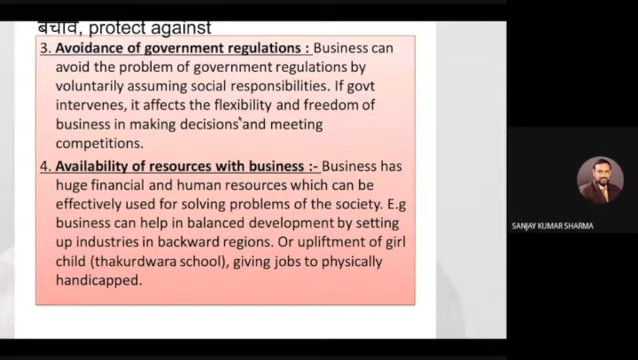 बचाव, protect against
3. Avoidance of government regulations : Business can
avoid the problem of government regulations by
voluntarily assuming social responsibilities. If govt
intervenes, it affects the flexibility and freedom of
business in making decisions and meeting
competitions.
4. Availability of resources with business :- Business has
huge financial and human resources which can be
effectively used for solving problems of the society. E.g
business can help in balanced development by setting
up industries in backward regions. Or upliftment of girl
child (thakurdwara school), giving jobs to physically
handicapped.
SANJAY KUMAR SHARMA